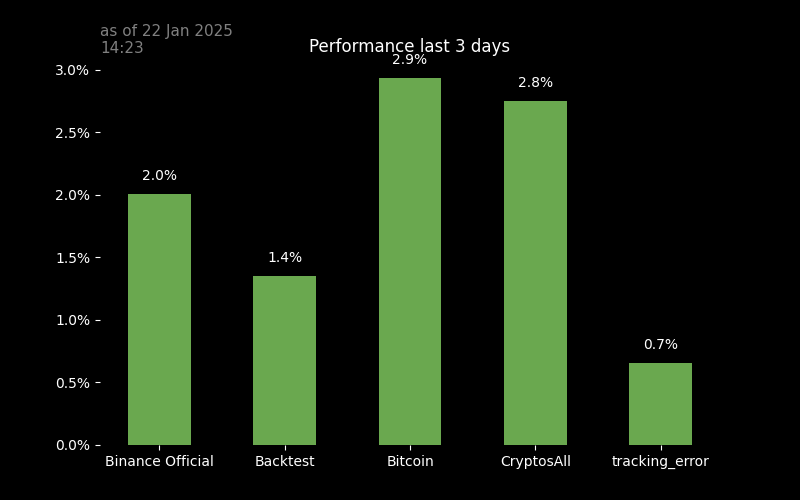 as of 22 Jan 2025
14:23
Performance last 3 days
3.0%
2.5%
2.0%
1.5%
1.0%
0.5%
0.0%
2.0%
1.4%
2.9%
2.8%
0.7%
Binance Official
Backtest
Bitcoin
CryptosAll
tracking_error